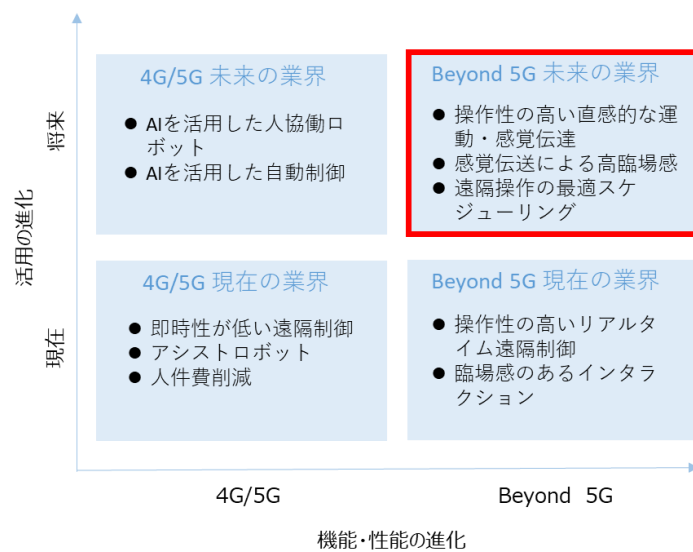 4G/5G 未来の業界
● AIを活用した人協働ロ
ボット
● AIを活用した自動制御
Beyond 5G 未来の業界
● 操作性の高い直感的な運
動・感覚伝達
● 感覚伝送による高臨場感
● 遠隔操作の最適スケ
ジューリング
4G/5G 現在の業界
● 即時性が低い遠隔制御
● アシストロボット
● 人件費削減
Beyond 5G 現在の業界
● 操作性の高いリアルタ
イム遠隔制御
● 臨場感のあるインタラ
クション
将来
現在
活用の進化
4G/5G
Beyond 5G
機能・性能の進化